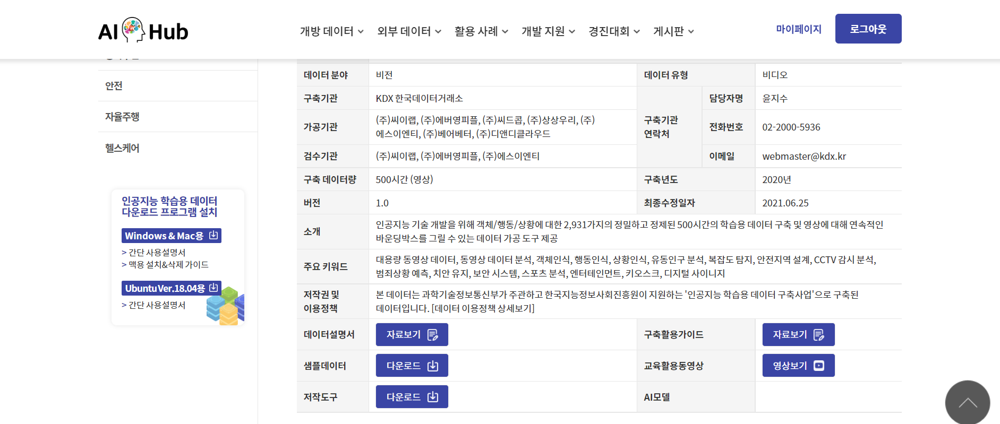 AI Hub
개방 데이터
외부 데이터
활용 사례
개발 지원
경진대회
게시판
마이페이지
로그아웃
안전
자율주행
헬스케어
인공지능 학습용 데이터
다운로드 프로그램 설치
Windows & Mac용
> 간단 사용설명서
> 맥용 설치&삭제 가이드
Ubuntu Ver.18.04용
> 간단 사용설명서
데이터 분야
비전
데이터 유형
비디오
구축기관
KDX 한국데이터거래소
구축기관
연락처
담당자명
윤지수
가공기관
(주)씨이랩, (주)에버영피플, (주)씨드콥, (주)상상우리, (주)
에스이엔티, (주)베어베터, (주)디앤디클라우드
전화번호
02-2000-5936
검수기관
(주)씨이랩, (주)에버영피플, (주)에스이엔티
이메일
webmaster@kdx.kr
구축 데이터량
500시간 (영상)
구축년도
2020년
버전
1.0
최종수정일자
2021.06.25
소개
인공지능 기술 개발을 위해 객체/행동/상황에 대한 2,931가지의 정밀하고 정제된 500시간의 학습용 데이터 구축 및 영상에 대해 연속적인
바운딩박스를 그릴 수 있는 데이터 가공 도구 제공
주요 키워드
대용량 동영상 데이터, 동영상 데이터 분석, 객체인식, 행동인식, 상황인식, 유동인구 분석, 복잡도 탐지, 안전지역 설계, CCTV 감시 분석,
범죄상황 예측, 치안 유지, 보안 시스템, 스포츠 분석, 엔터테인먼트, 키오스크, 디지털 사이니지
저작권 및
이용정책
본 데이터는 과학기술정보통신부가 주관하고 한국지능정보사회진흥원이 지원하는 '인공지능 학습용 데이터 구축사업'으로 구축된
데이터입니다. [데이터 이용정책 상세보기]
데이터설명서
자료보기
구축활용가이드
자료보기
샘플데이터
다운로드
교육활용동영상
영상보기
저작도구
다운로드
AI모델